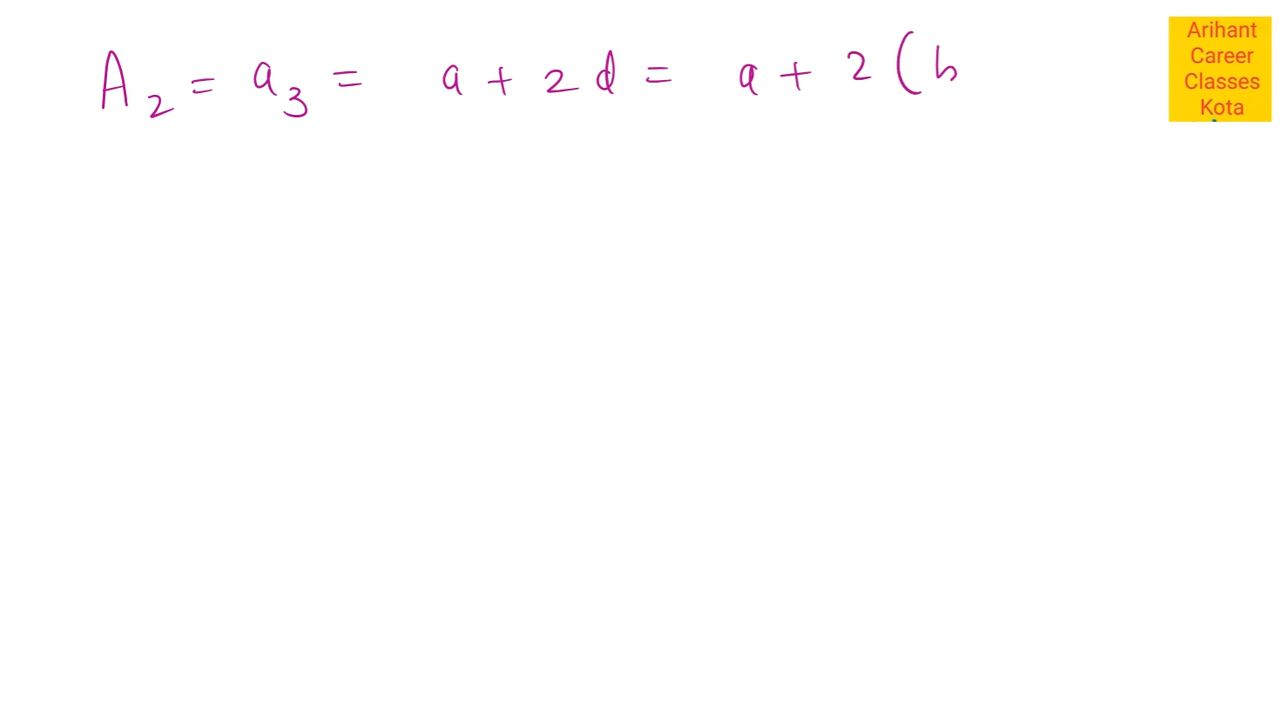 A₂ = a₃ = a + 2d = a + 2(b
Arihant
Career
Classes
Kota